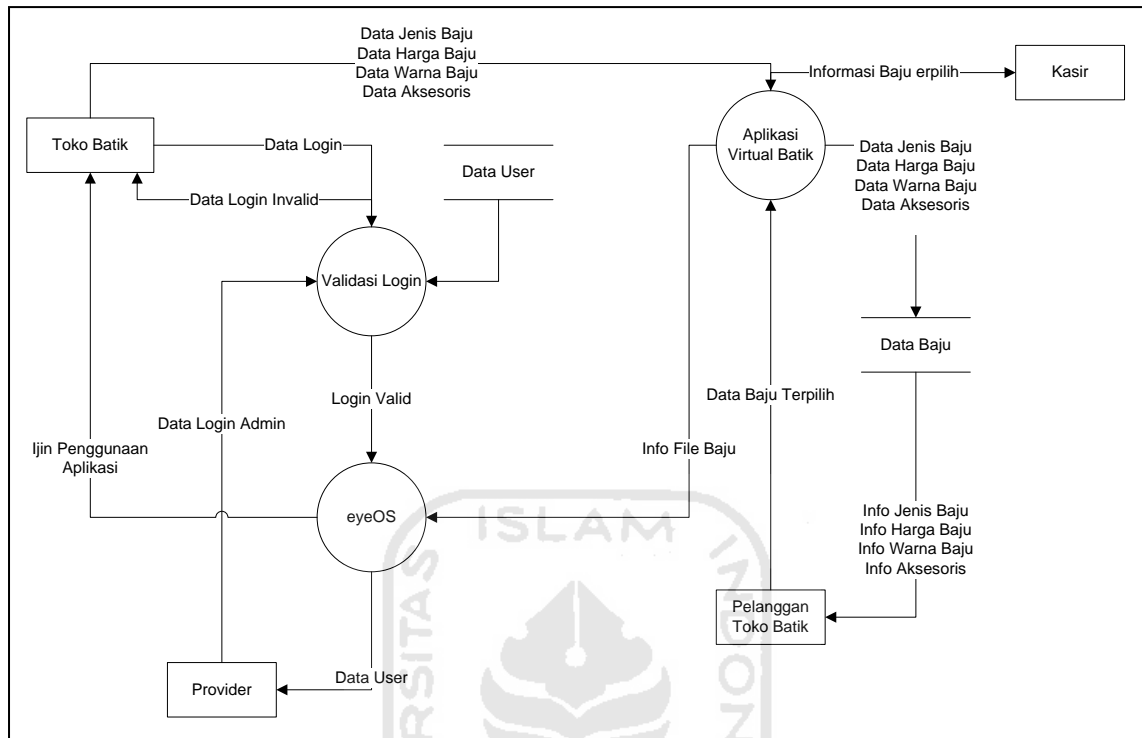 Data Jenis Baju
Data Harga Baju
Data Warna Baju
Data Aksesoris
Informasi Baju erpilih
Kasir
Toko Batik
Data Login
Data Login Invalid
Data User
Aplikasi
Virtual Batik
Data Jenis Baju
Data Harga Baju
Data Warna Baju
Data Aksesoris
Validasi Login
Data Baju
Login Valid
Data Baju Terpilih
Data Login Admin
Ijin Penggunaan
Aplikasi
Info File Baju
eyeOS
Info Jenis Baju
Info Harga Baju
Info Warna Baju
Info Aksesoris
Pelanggan
Toko Batik
Provider
Data User
ISLAM
RSITAS
INDON